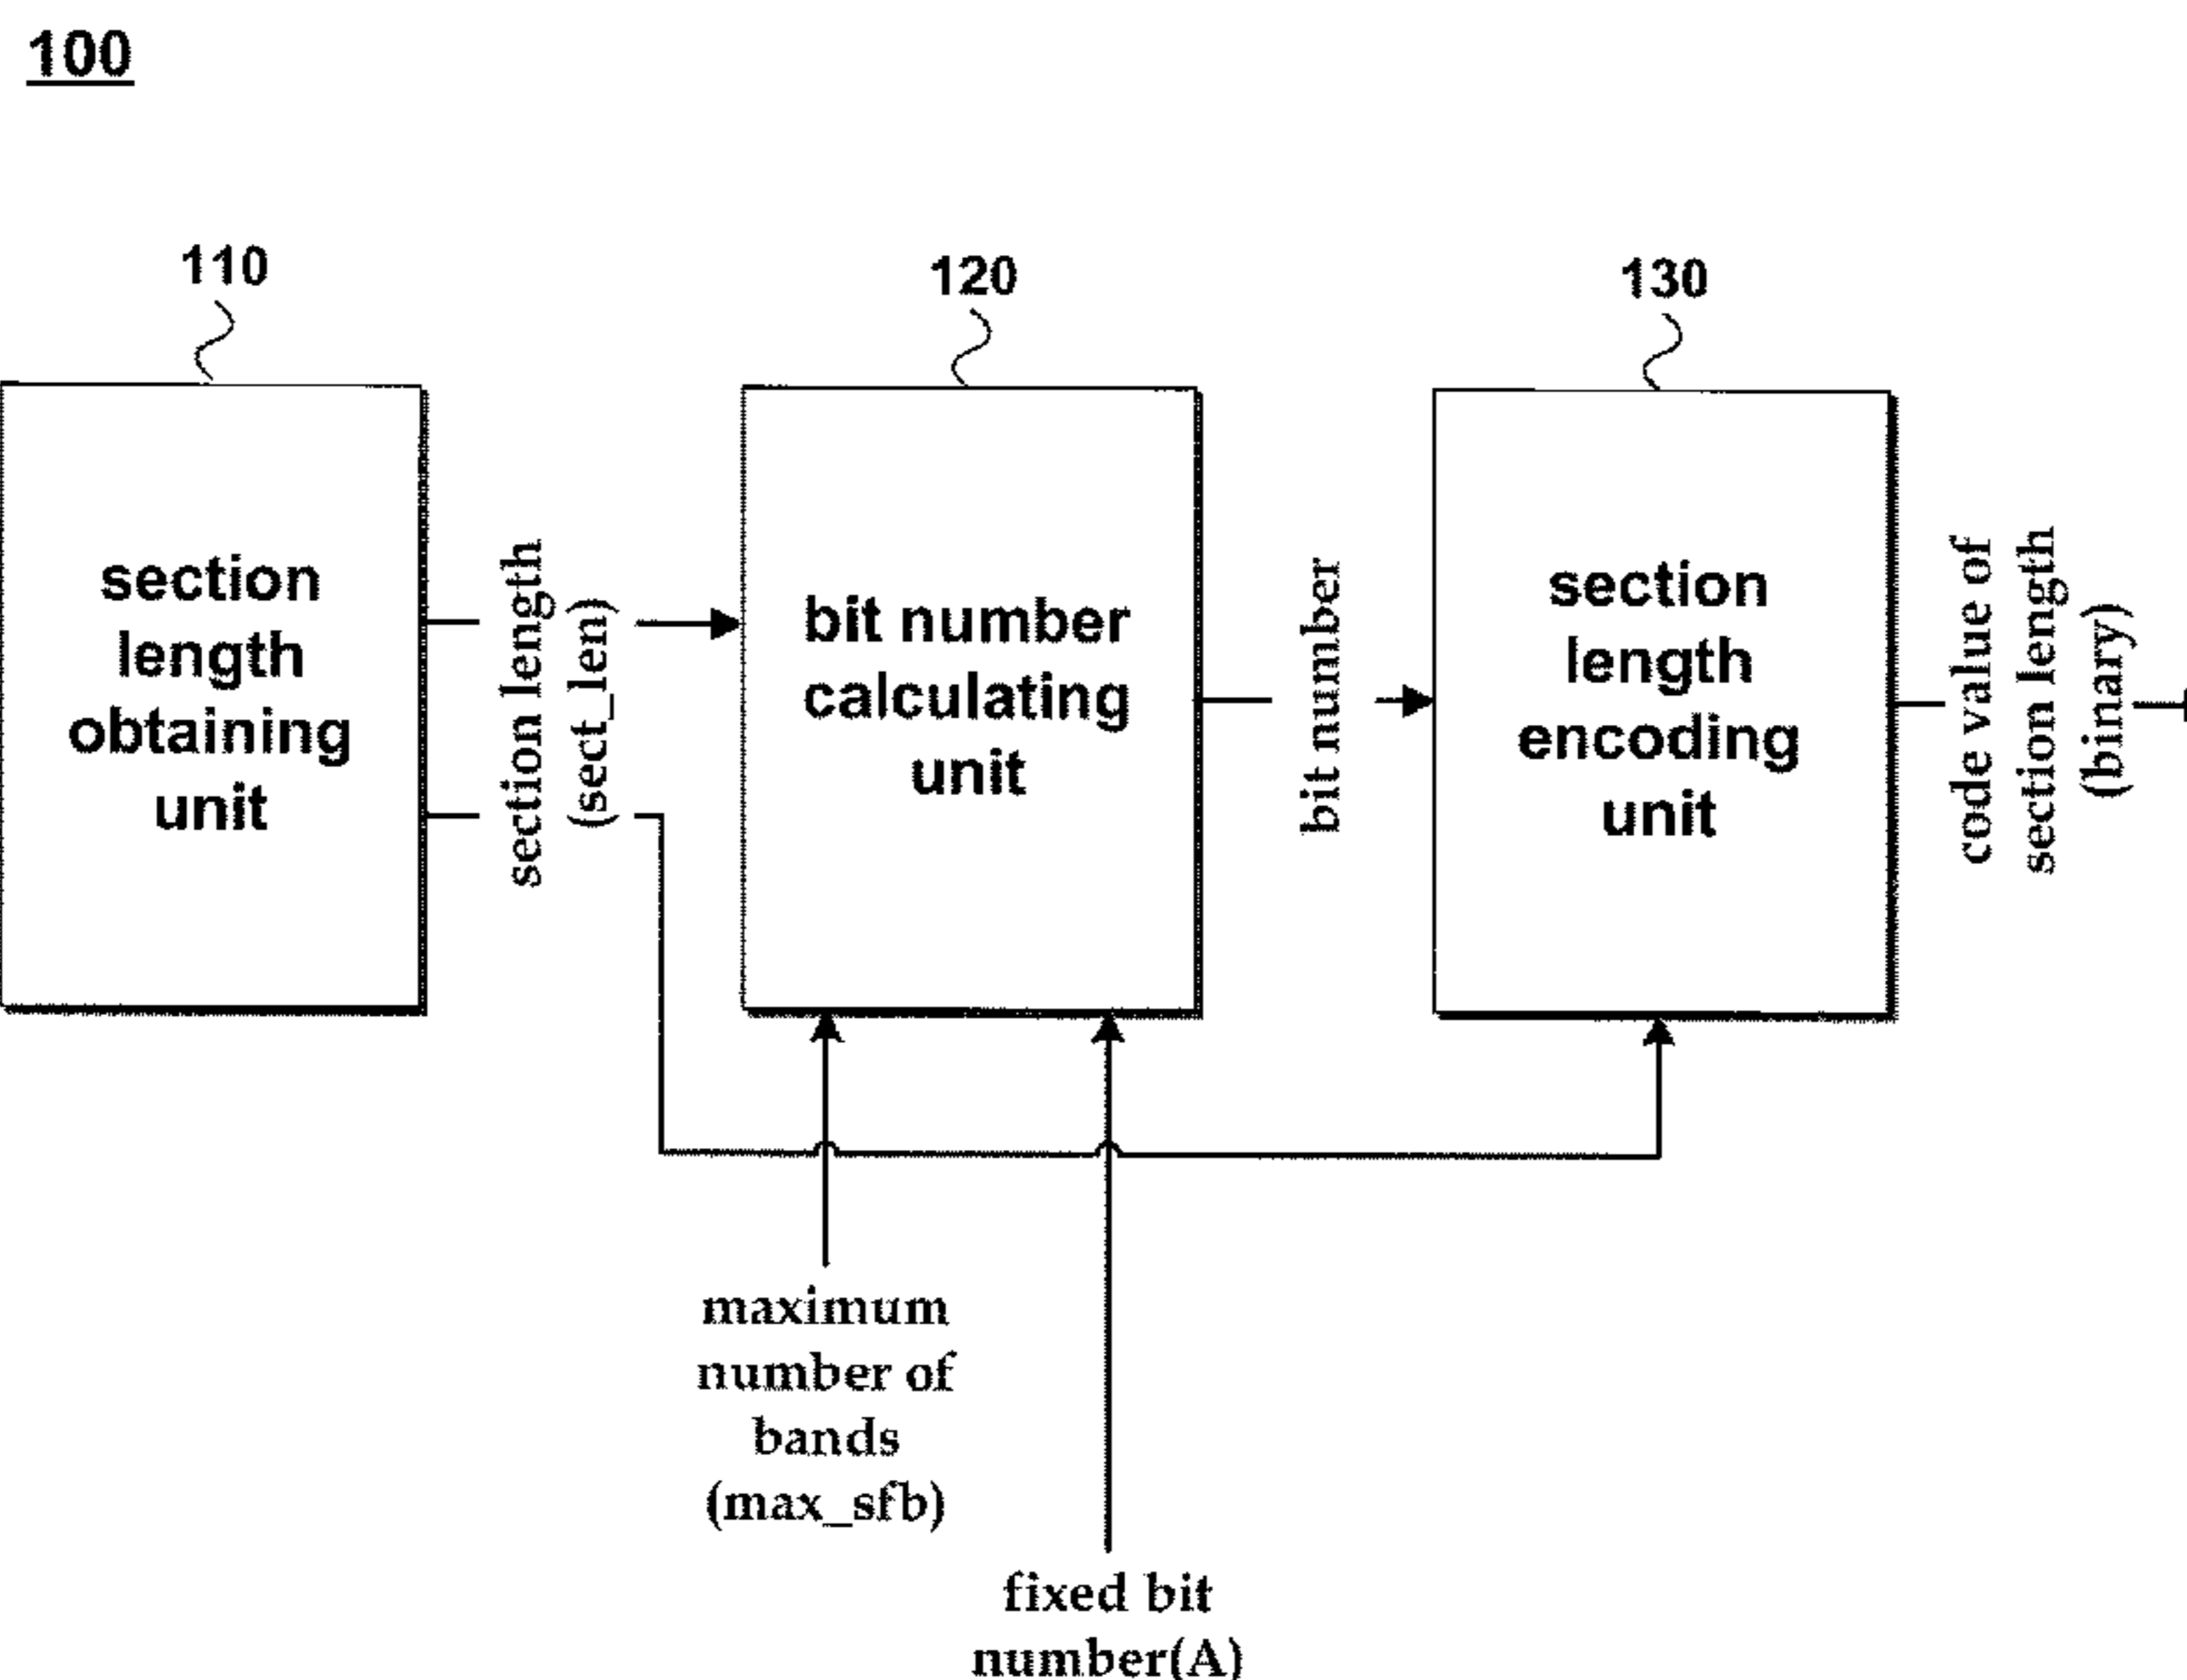 100
110
120
130
section
length
obtaining
unit
section length
(sect_len)
bit number
calculating
unit
bit number
section
length
encoding
unit
code value of
section length
(binary)
maximum
number of
bands
(max_sfb)
fixed bit
number(A)